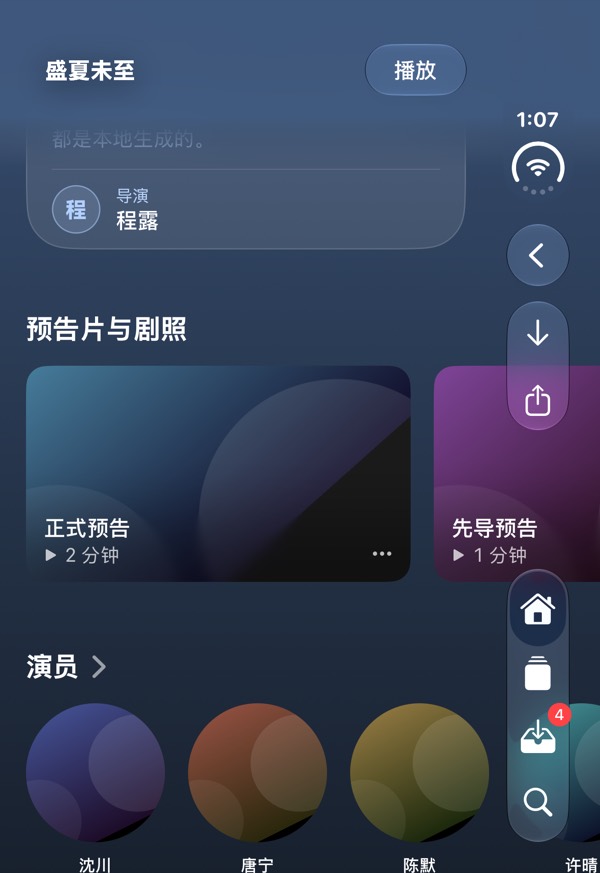 盛夏未至
播放
1:07
都是本地生成的。
程
导演
程露
预告片与剧照
正式预告
2 分钟
先导预告
1 分钟
演员
4
沈川
唐宁
陈默
许晴